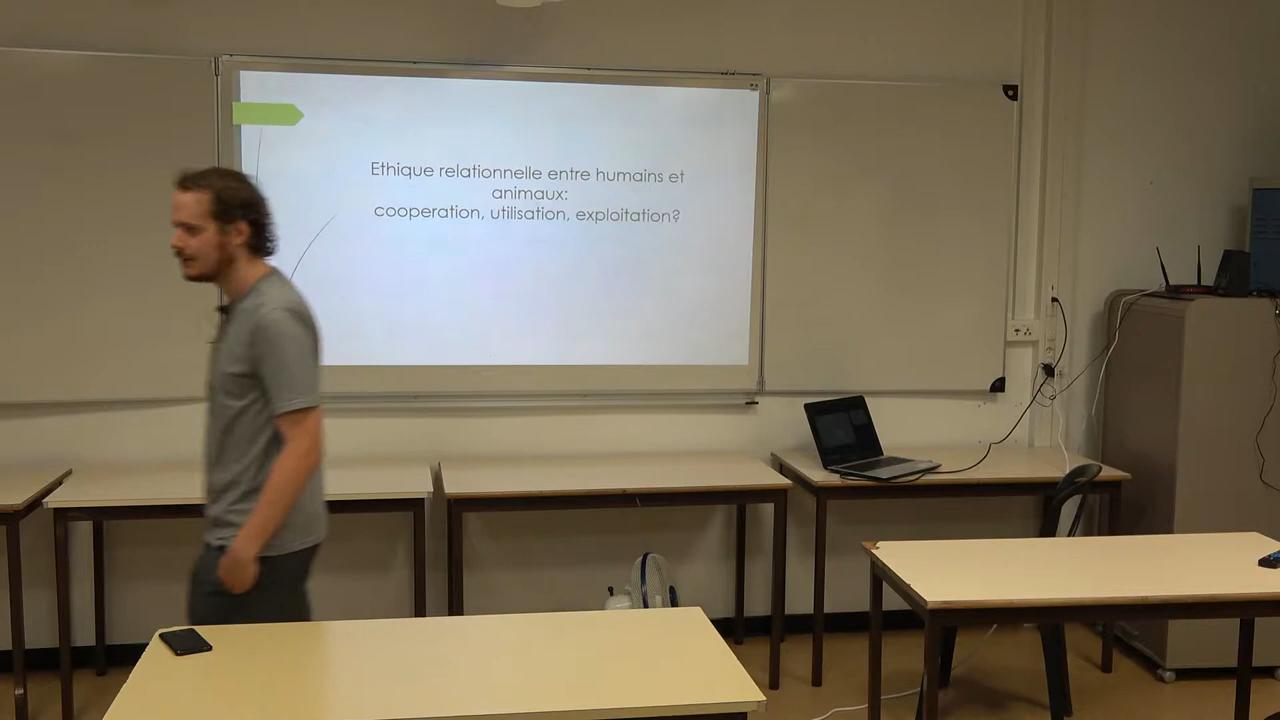 Ethique relationnelle entre humains et
animaux:
cooperation, utilisation, exploitation?